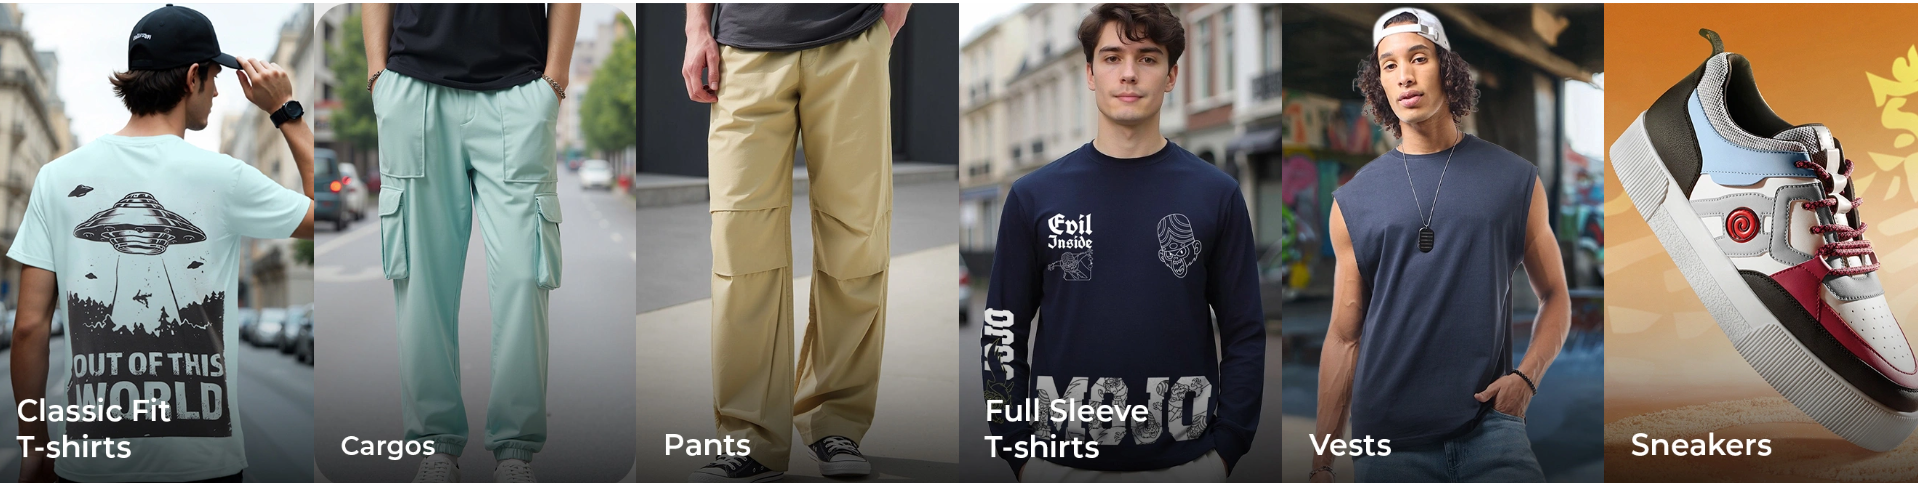 OUT OF THIS
WORLD
Classic Fit
T-shirts
Cargos
Pants
Evil
Inside
MOJO
MOJO
Full Sleeve
T-shirts
Vests
Sneakers